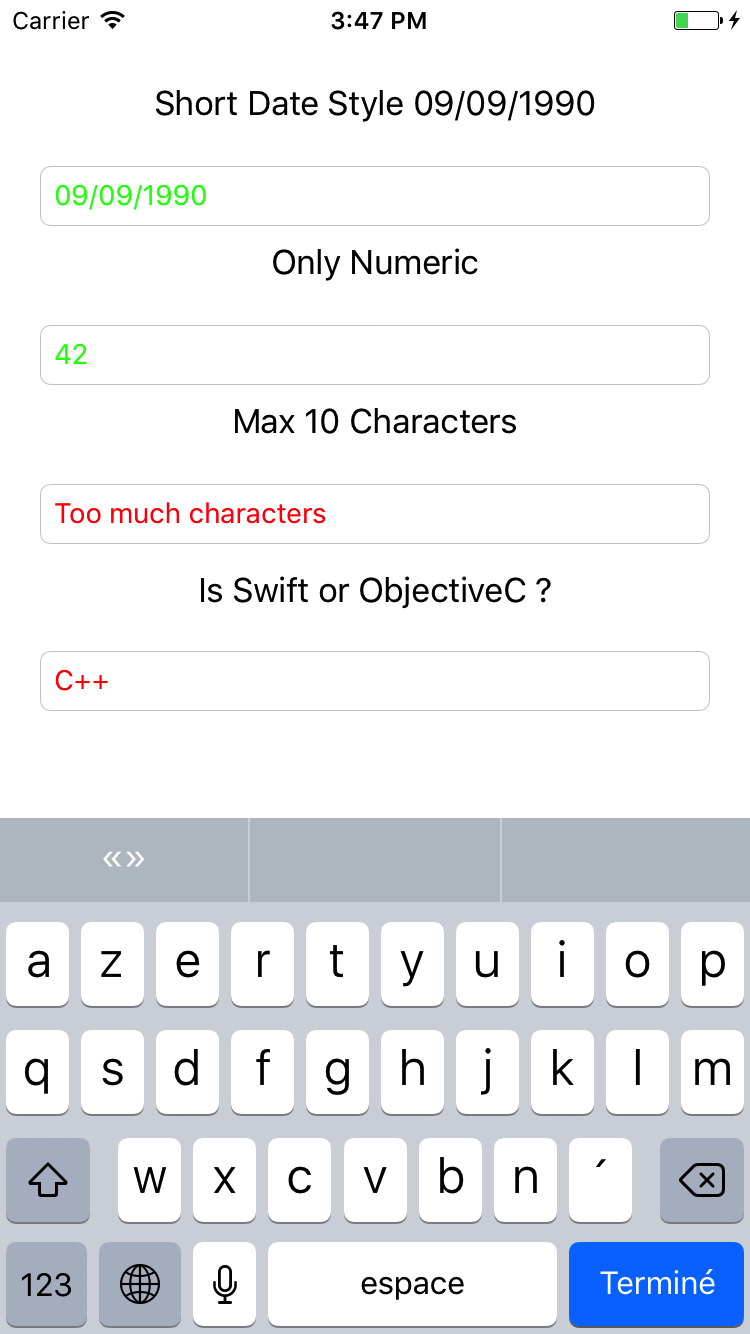 Carrier 3:47 PM
Short Date Style 09/09/1990
09/09/1990
Only Numeric
42
Max 10 Characters
Too much characters
Is Swift or ObjectiveC ?
C++
«»
a z e r t y u i o p
q s d f g h j k l m
w x c v b n ´
123 espace Terminé